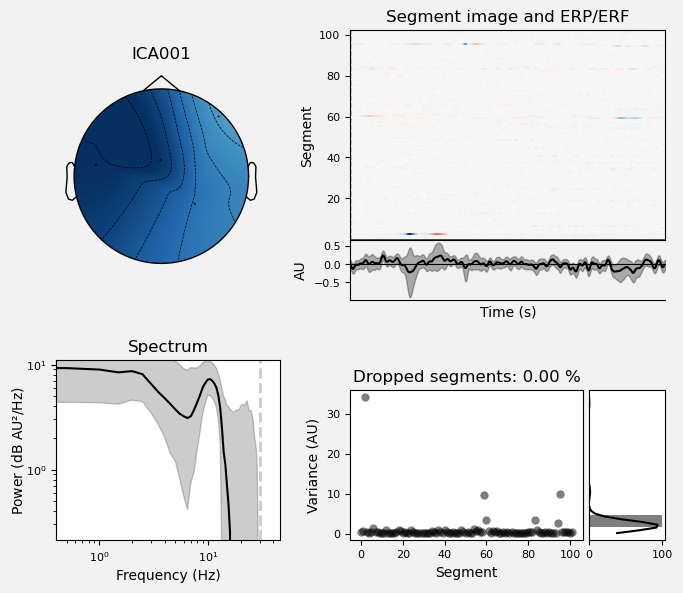 ICA001
Segment image and ERP/ERF
Segment
100
80
60
40
20
AU
0.5
0.0
−0.5
Time (s)
Spectrum
Power (dB AU²/Hz)
10¹
10⁰
10⁰
10¹
Frequency (Hz)
Dropped segments: 0.00 %
Variance (AU)
30
20
10
0
0
20
40
60
80
100
Segment
0
100